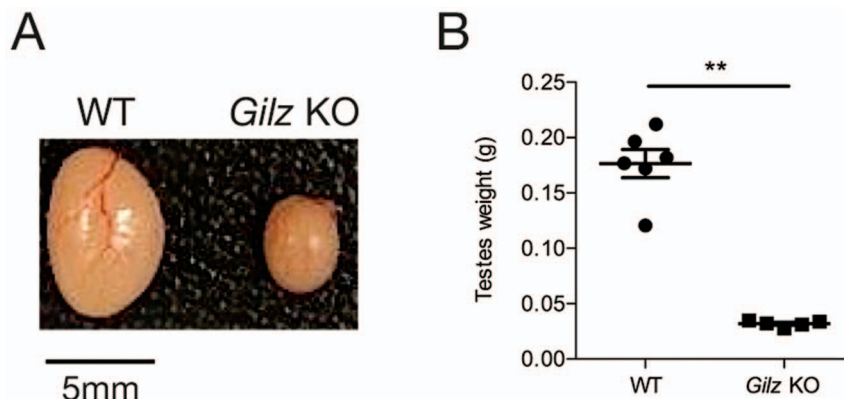 A
WT Gilz KO
5mm
B
**
Testes weight (g)
0.25
0.20
0.15
0.10
0.05
0.00
WT Gilz KO